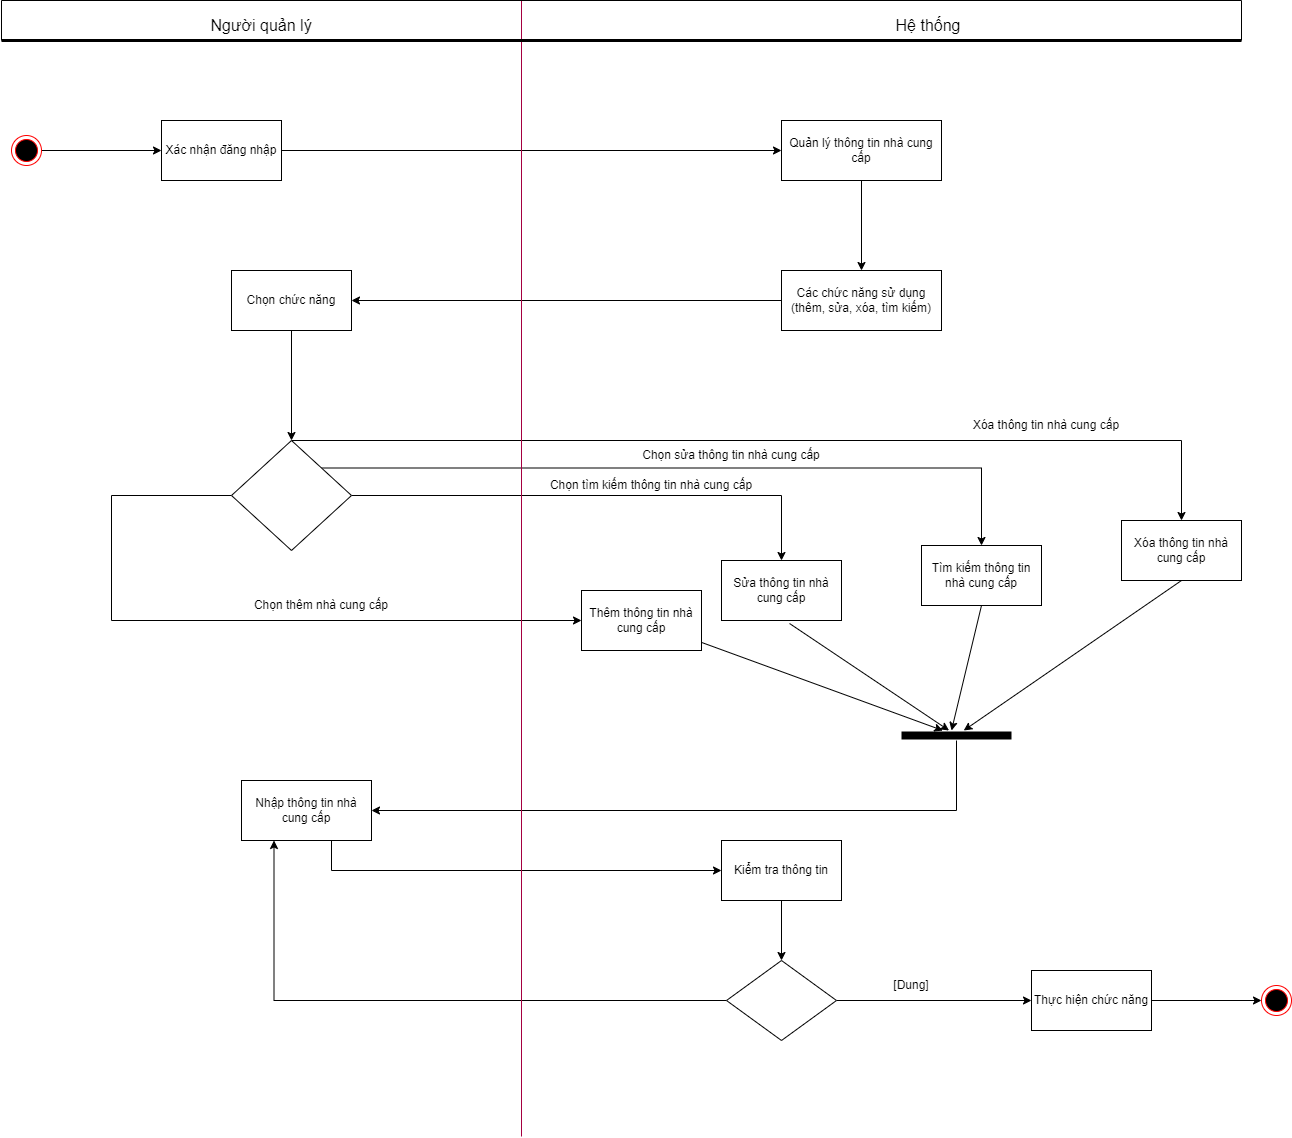 Người quản lý
Hệ thống
Xác nhận đăng nhập
Quản lý thông tin nhà cung
cấp
Chọn chức năng
Các chức năng sử dụng
(thêm, sửa, xóa, tìm kiếm)
Xóa thông tin nhà cung cấp
Chọn sửa thông tin nhà cung cấp
Chọn tìm kiếm thông tin nhà cung cấp
Xóa thông tin nhà
cung cấp
Tìm kiếm thông tin
nhà cung cấp
Sửa thông tin nhà
cung cấp
Chọn thêm nhà cung cấp
Thêm thông tin nhà
cung cấp
Nhập thông tin nhà
cung cấp
Kiểm tra thông tin
[Dung]
Thực hiện chức năng